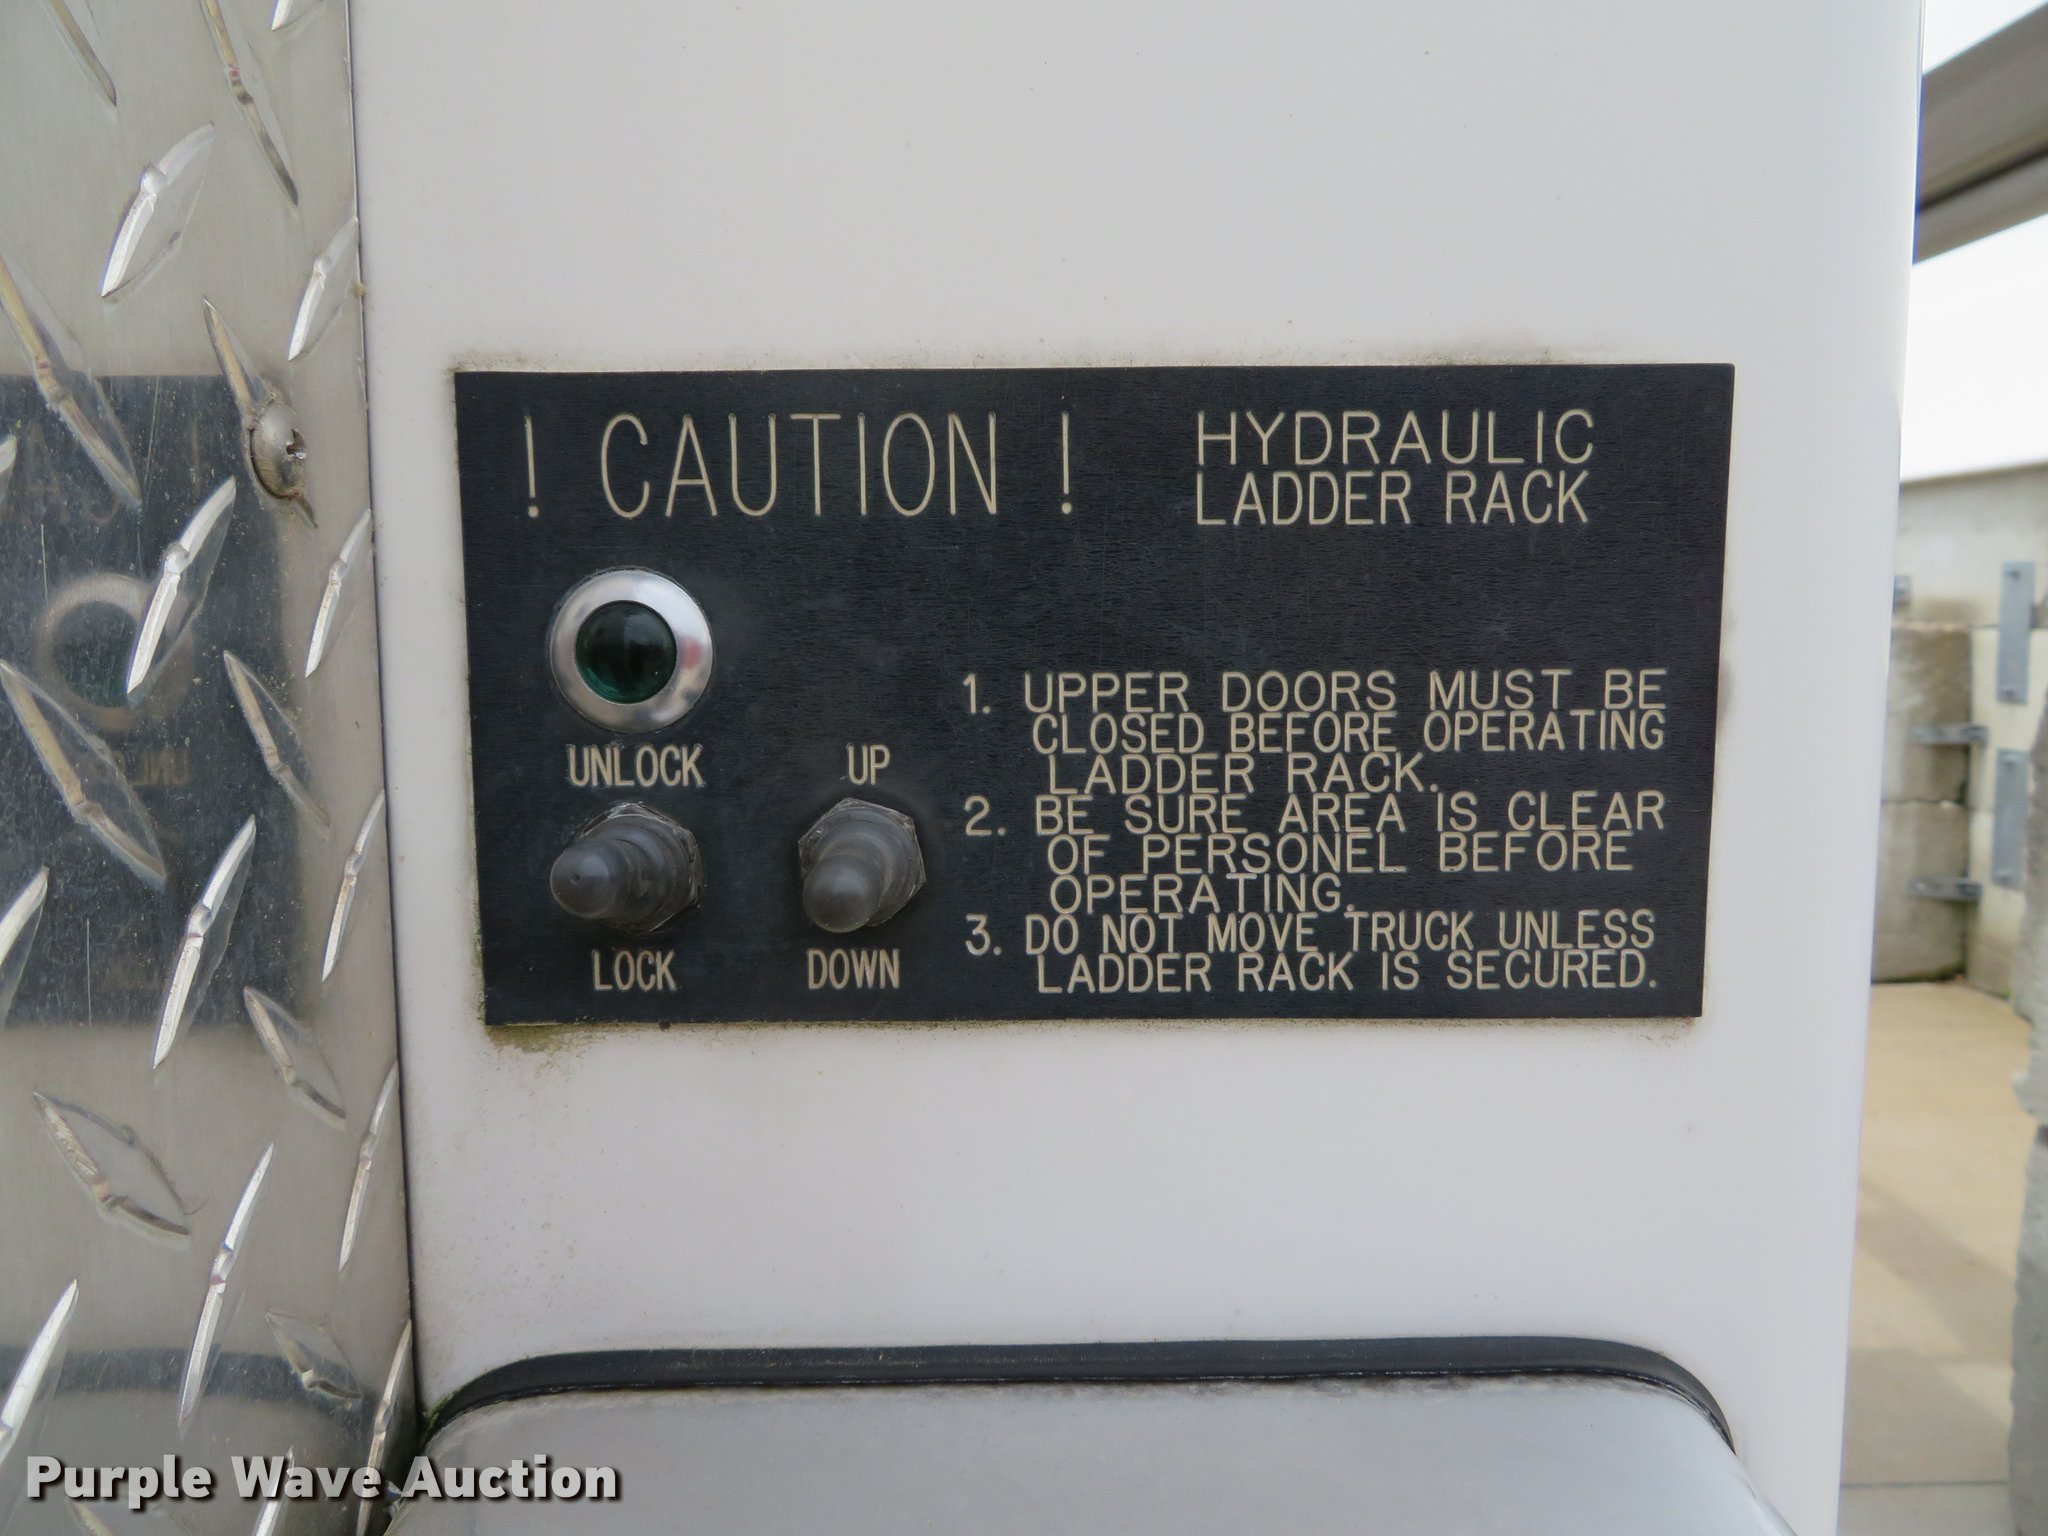 ! CAUTION !
HYDRAULIC
LADDER RACK
UNLOCK
LOCK
UP
DOWN
1. UPPER DOORS MUST BE
CLOSED BEFORE OPERATING
LADDER RACK.
2. BE SURE AREA IS CLEAR
OF PERSONEL BEFORE
OPERATING.
3. DO NOT MOVE TRUCK UNLESS
LADDER RACK IS SECURED.
Purple Wave Auction